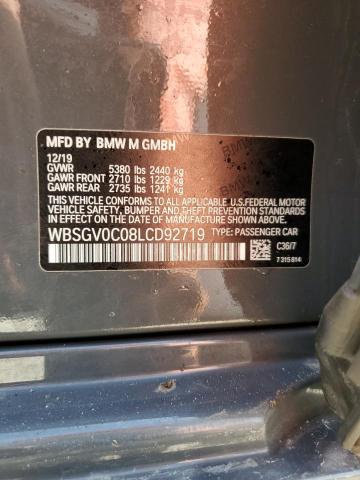 MFD BY BMW M GMBH
12/19
GVWR 5380 lbs 2440 kg
GAWR FRONT 2710 lbs 1229 kg
GAWR REAR 2735 lbs 1241 kg
THIS VEHICLE CONFORMS TO ALL APPLICABLE U.S.FEDERAL MOTOR
VEHICLE SAFETY, BUMPER, AND THEFT PREVENTION STANDARDS IN
EFFECT ON THE DATE OF MANUFACTURE SHOWN ABOVE.
WBSGV0C08LCD92719 TYPE: PASSENGER CAR
C36/7
7 315 814